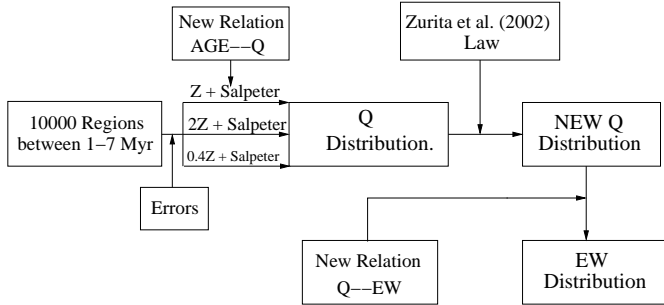 New Relation
AGE−−Q
Zurita et al. (2002)
Law
10000 Regions
between 1−7 Myr
Z + Salpeter
2Z + Salpeter
0.4Z + Salpeter
Q
Distribution.
NEW Q
Distribution
Errors
New Relation
Q−−EW
EW
Distribution